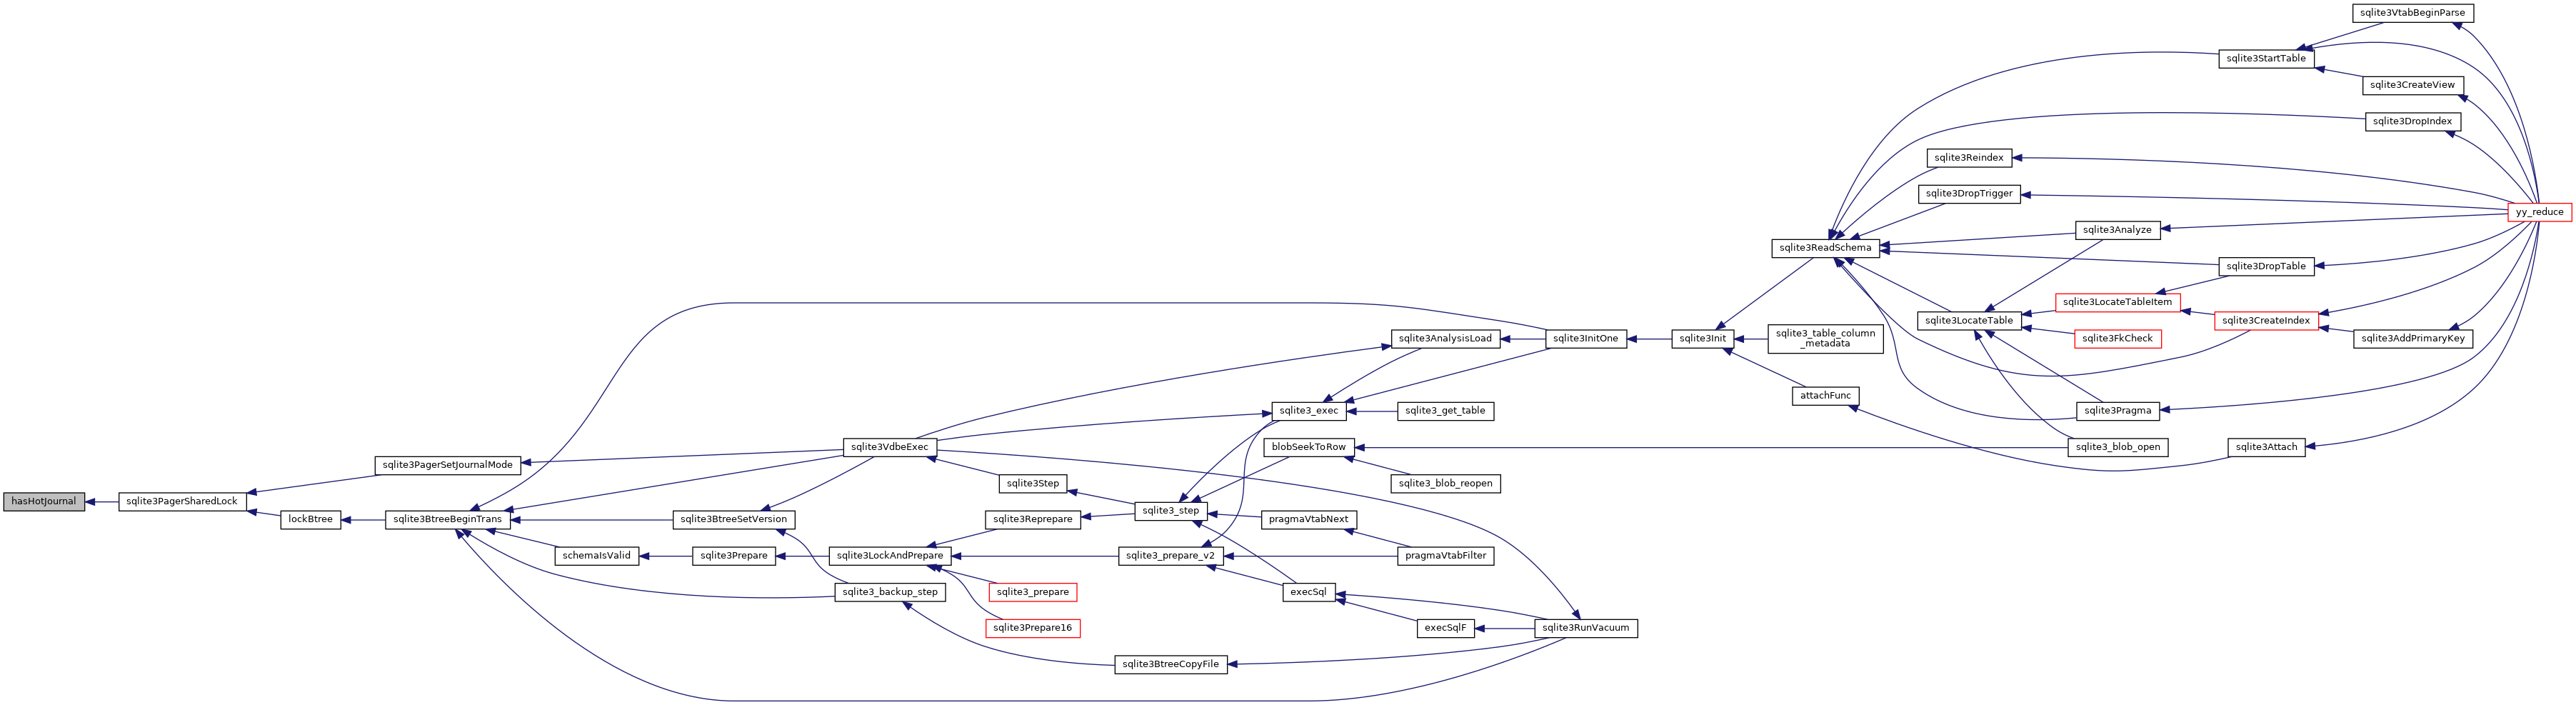 sqlite3VtabBeginParse
sqlite3StartTable
sqlite3CreateView
sqlite3DropIndex
sqlite3Reindex
sqlite3DropTrigger
yy_reduce
sqlite3Analyze
sqlite3ReadSchema
sqlite3DropTable
sqlite3LocateTableItem
sqlite3LocateTable
sqlite3CreateIndex
sqlite3AnalysisLoad
sqlite3InitOne
sqlite3Init
sqlite3_table_column
_metadata
sqlite3FkCheck
sqlite3AddPrimaryKey
attachFunc
sqlite3_exec
sqlite3_get_table
sqlite3Pragma
sqlite3VdbeExec
blobSeekToRow
sqlite3_blob_open
sqlite3Attach
sqlite3PagerSetJournalMode
sqlite3Step
sqlite3_blob_reopen
hasHotJournal
sqlite3PagerSharedLock
sqlite3_step
lockBtree
sqlite3BtreeBeginTrans
sqlite3BtreeSetVersion
sqlite3Reprepare
pragmaVtabNext
schemaIsValid
sqlite3Prepare
sqlite3LockAndPrepare
sqlite3_prepare_v2
pragmaVtabFilter
sqlite3_backup_step
sqlite3_prepare
execSql
sqlite3Prepare16
execSqlF
sqlite3RunVacuum
sqlite3BtreeCopyFile